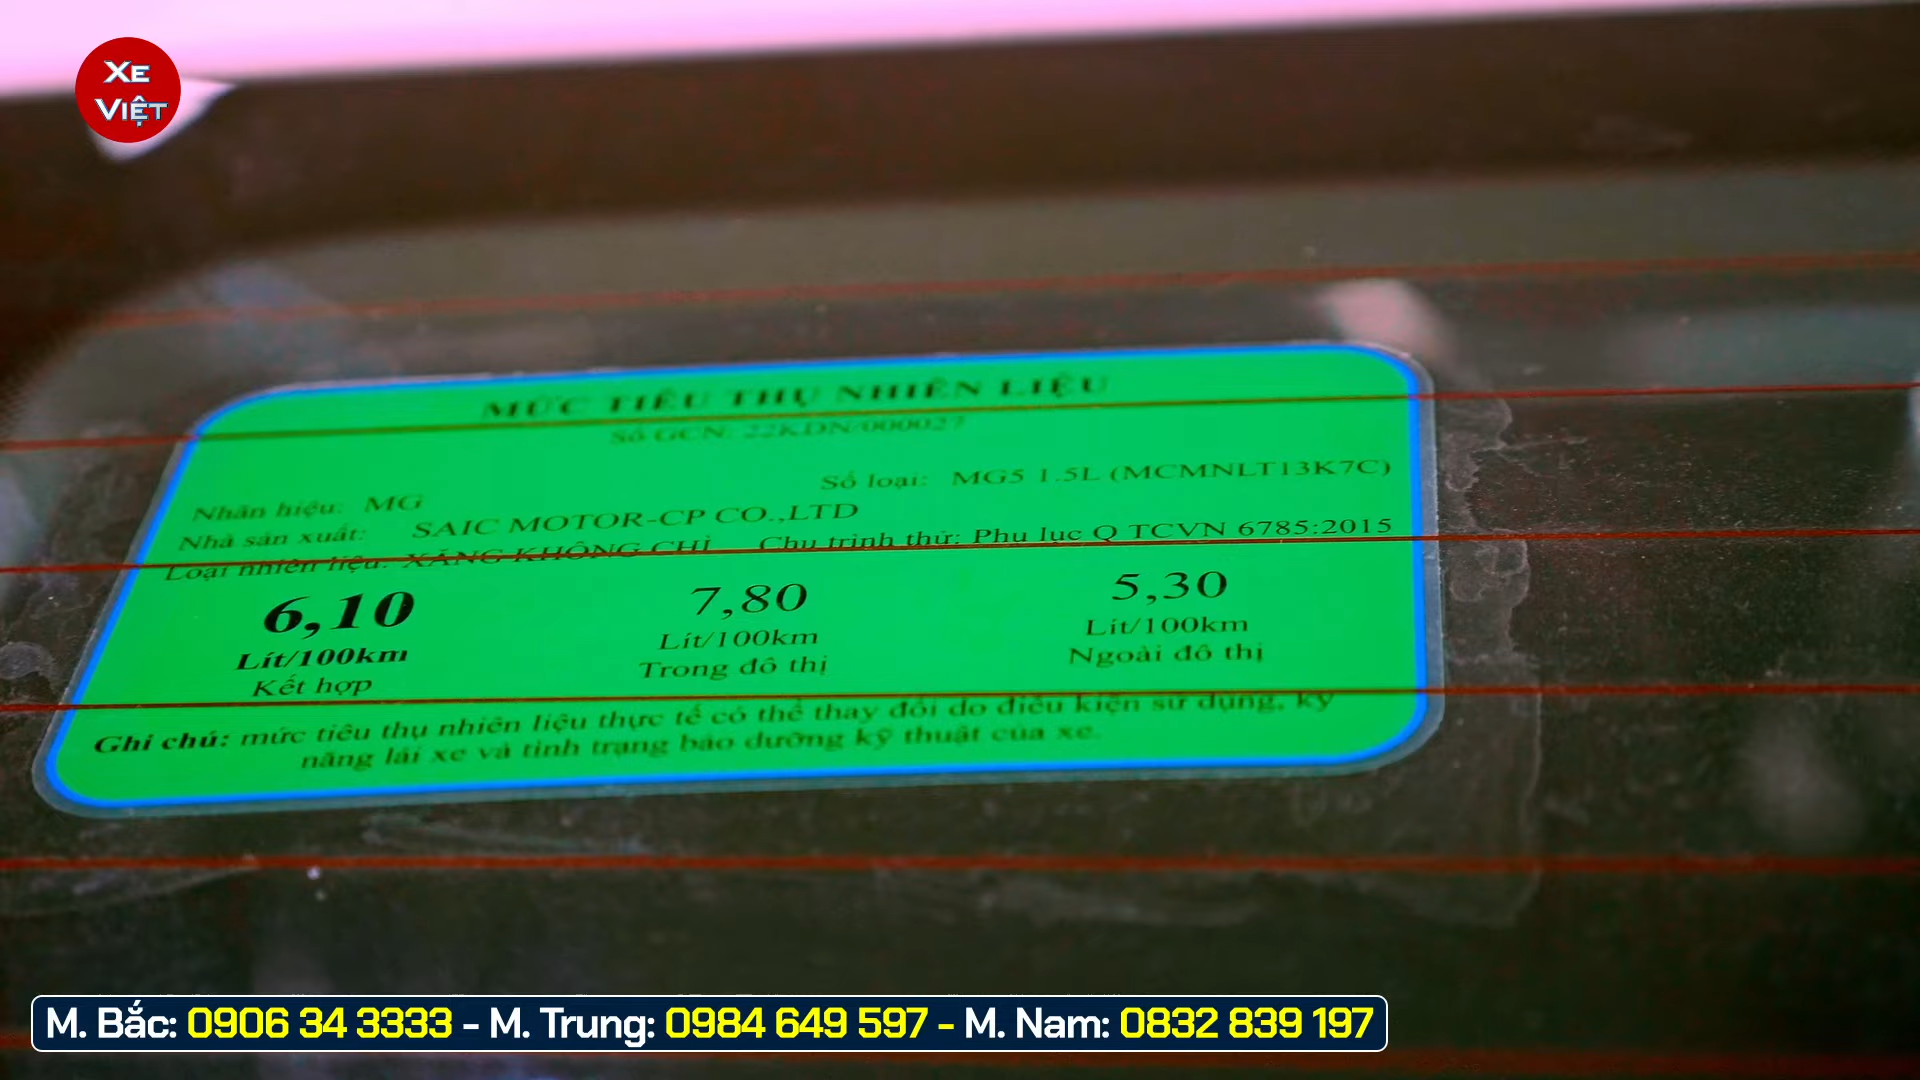 XE
VIỆT
MỨC TIÊU THỤ NHIÊN LIỆU
Số GCN: 22KDN/000027
Nhãn hiệu: MG
Số loại: MG5 1.5L (MCMNLT13K7C)
Nhà sản xuất: SAIC MOTOR-CP CO.,LTD
Loại nhiên liệu: XĂNG KHÔNG CHÌ Chu trình thử: Phụ lục Q TCVN 6785:2015
6,10 7,80 5,30
Lít/100km Lít/100km Lít/100km
Kết hợp Trong đô thị Ngoài đô thị
Ghi chú: mức tiêu thụ nhiên liệu thực tế có thể thay đổi do điều kiện sử dụng, kỹ
năng lái xe và tình trạng bảo dưỡng kỹ thuật của xe.
M. Bắc: 0906 34 3333 - M. Trung: 0984 649 597 - M. Nam: 0832 839 197